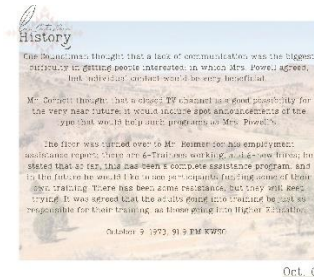 History
One Councilman thought that a lack of communication was the biggest
difficulty in getting people interested; in which Mrs. Powell agreed,
but individual contact would be very beneficial.
Mr. Cornett thought that a closed TV channel is a good possibility for
the very near future; it would include spot announcements of the
type that would help such programs as Mrs. Powell's.
The floor was turned over to Mr. Reimer for his employment
assistance report; there are 6-Trainees working, and 6-new hires; he
stated that so far, this has been a complete assistance program, and
in the future he would like to see participants funding some of their
own training. There has been some resistance, but they will keep
trying. It was agreed that the adults going into training be just as
responsible for their training, as those going into Higher Education.
October 9, 1973, 91.9 FM KWSO
Oct.